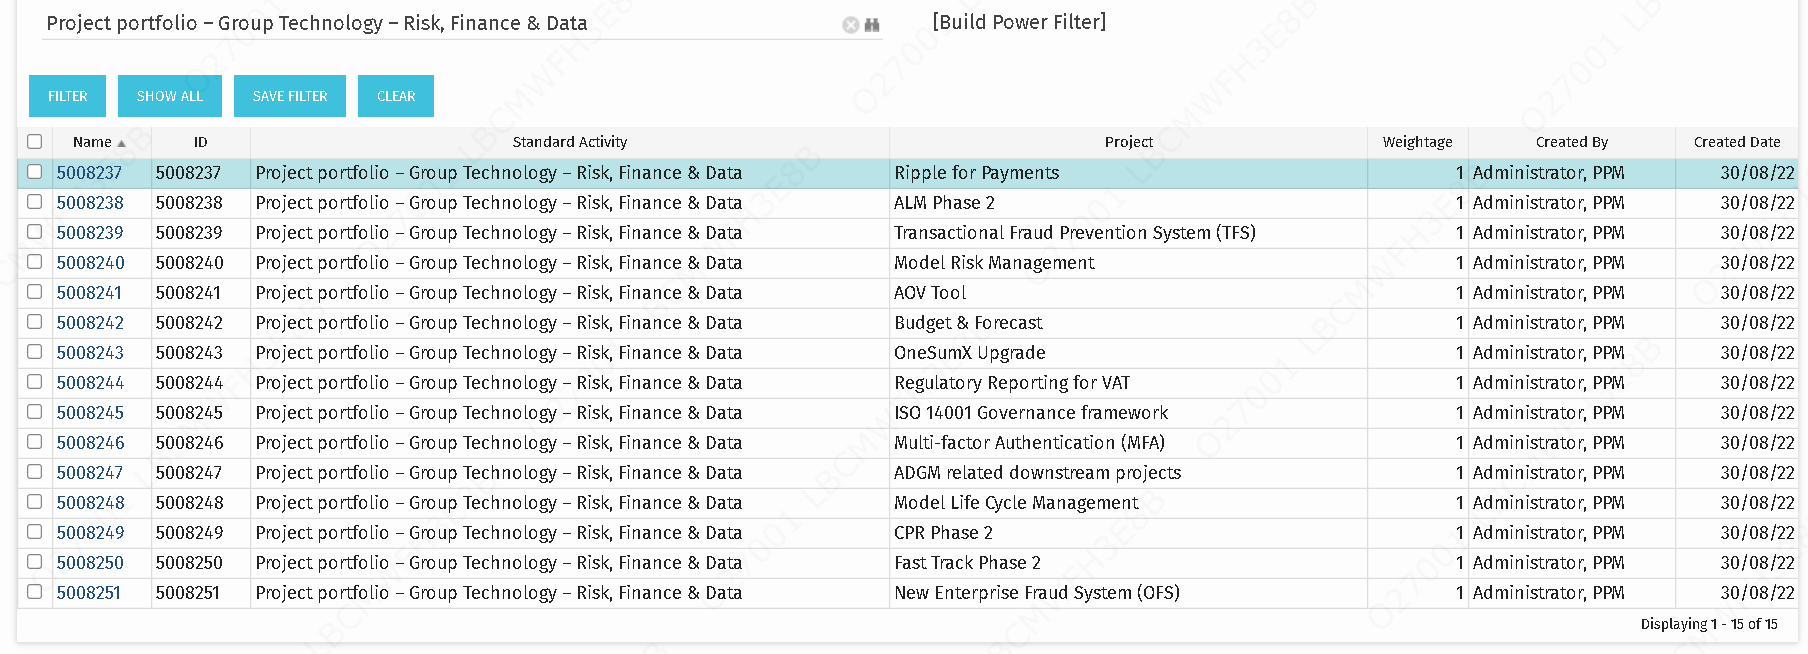 Project portfolio – Group Technology – Risk, Finance & Data [Build Power Filter]
FILTER SHOW ALL SAVE FILTER CLEAR
Name ID Standard Activity Project Weightage Created By Created Date
5008237 5008237 Project portfolio – Group Technology – Risk, Finance & Data Ripple for Payments 1 Administrator, PPM 30/08/22
5008238 5008238 Project portfolio – Group Technology – Risk, Finance & Data ALM Phase 2 1 Administrator, PPM 30/08/22
5008239 5008239 Project portfolio – Group Technology – Risk, Finance & Data Transactional Fraud Prevention System (TFS) 1 Administrator, PPM 30/08/22
5008240 5008240 Project portfolio – Group Technology – Risk, Finance & Data Model Risk Management 1 Administrator, PPM 30/08/22
5008241 5008241 Project portfolio – Group Technology – Risk, Finance & Data AOV Tool 1 Administrator, PPM 30/08/22
5008242 5008242 Project portfolio – Group Technology – Risk, Finance & Data Budget & Forecast 1 Administrator, PPM 30/08/22
5008243 5008243 Project portfolio – Group Technology – Risk, Finance & Data OneSumX Upgrade 1 Administrator, PPM 30/08/22
5008244 5008244 Project portfolio – Group Technology – Risk, Finance & Data Regulatory Reporting for VAT 1 Administrator, PPM 30/08/22
5008245 5008245 Project portfolio – Group Technology – Risk, Finance & Data ISO 14001 Governance framework 1 Administrator, PPM 30/08/22
5008246 5008246 Project portfolio – Group Technology – Risk, Finance & Data Multi-factor Authentication (MFA) 1 Administrator, PPM 30/08/22
5008247 5008247 Project portfolio – Group Technology – Risk, Finance & Data ADGM related downstream projects 1 Administrator, PPM 30/08/22
5008248 5008248 Project portfolio – Group Technology – Risk, Finance & Data Model Life Cycle Management 1 Administrator, PPM 30/08/22
5008249 5008249 Project portfolio – Group Technology – Risk, Finance & Data CPR Phase 2 1 Administrator, PPM 30/08/22
5008250 5008250 Project portfolio – Group Technology – Risk, Finance & Data Fast Track Phase 2 1 Administrator, PPM 30/08/22
5008251 5008251 Project portfolio – Group Technology – Risk, Finance & Data New Enterprise Fraud System (OFS) 1 Administrator, PPM 30/08/22
Displaying 1 - 15 of 15
O270001 LBCMWFH3E8B